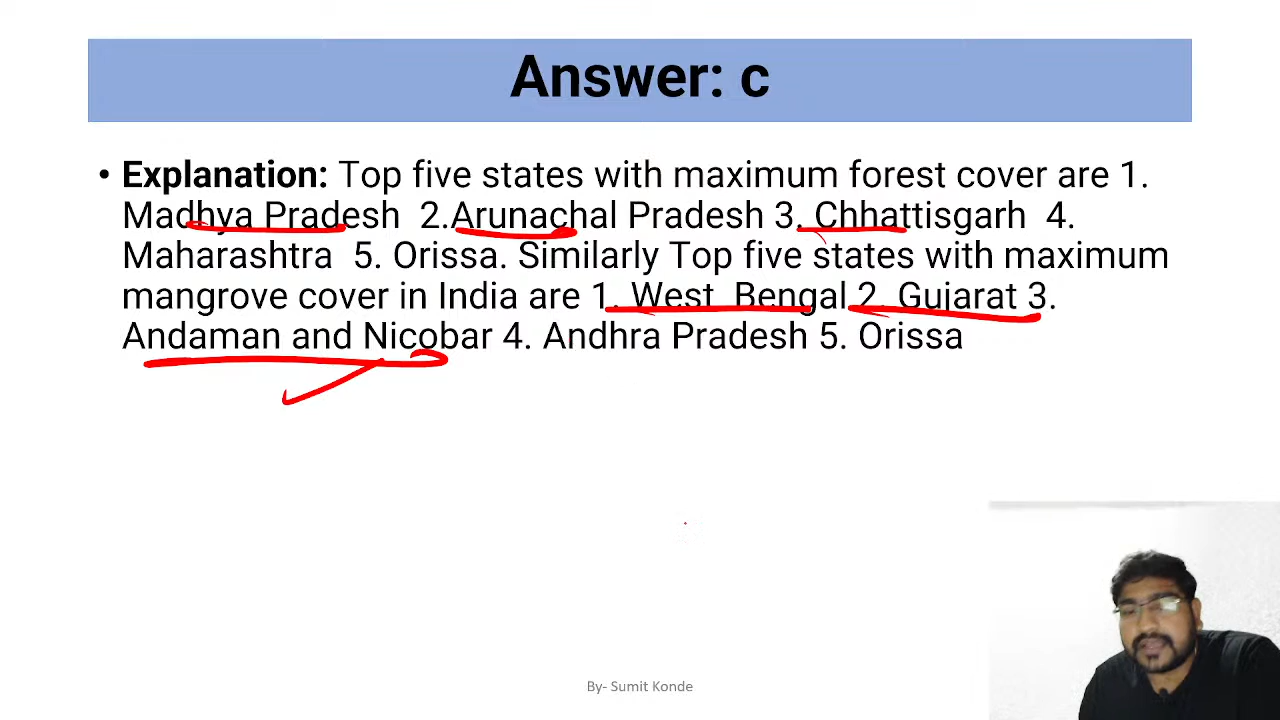 Answer: c
• Explanation: Top five states with maximum forest cover are 1.
Madhya Pradesh 2.Arunachal Pradesh 3. Chhattisgarh 4.
Maharashtra 5. Orissa. Similarly Top five states with maximum
mangrove cover in India are 1. West Bengal 2. Gujarat 3.
Andaman and Nicobar 4. Andhra Pradesh 5. Orissa
By- Sumit Konde